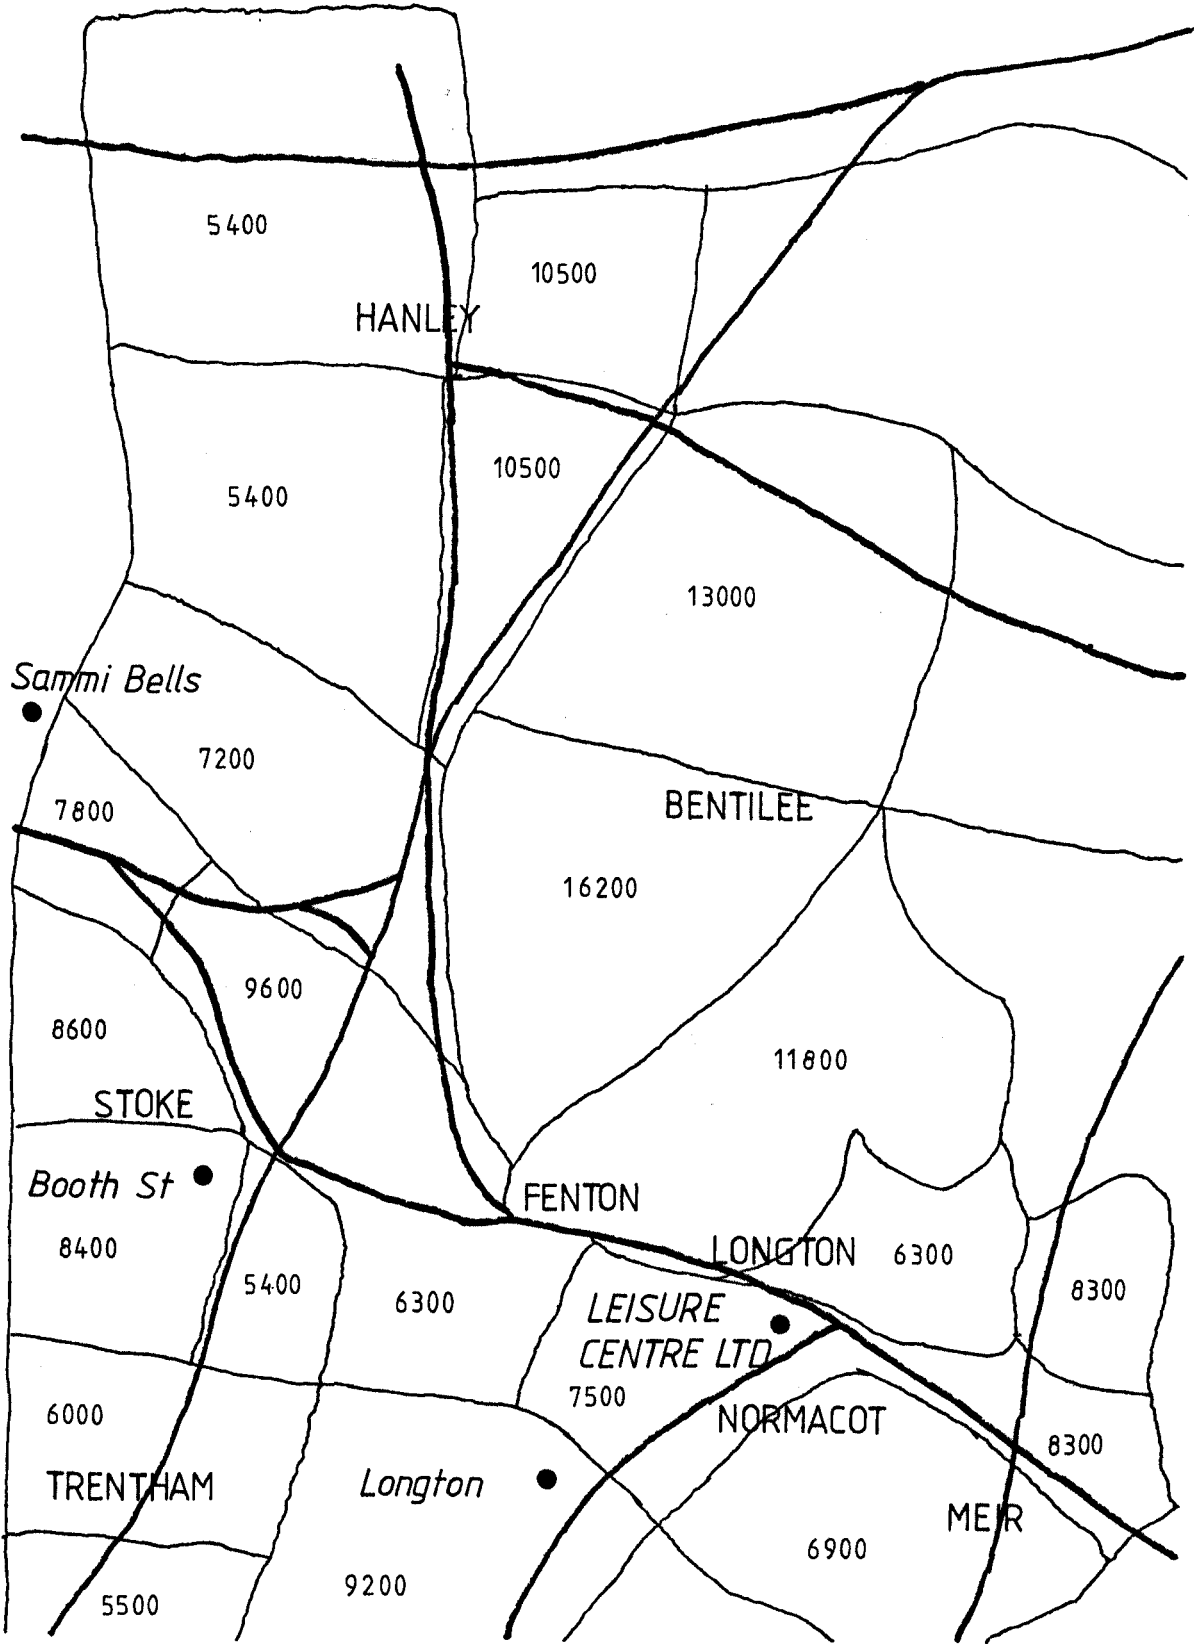 5400
10500
HANLEY
10500
5400
13000
Sammi Bells
7200
7800
BENTILEE
16200
9600
8600
11800
STOKE
Booth St
FENTON
8400
LONGTON
6300
5400
6300
8300
LEISURE
CENTRE LTD
7500
6000
NORMACOT
8300
TRENTHAM
Longton
MEIR
6900
9200
5500